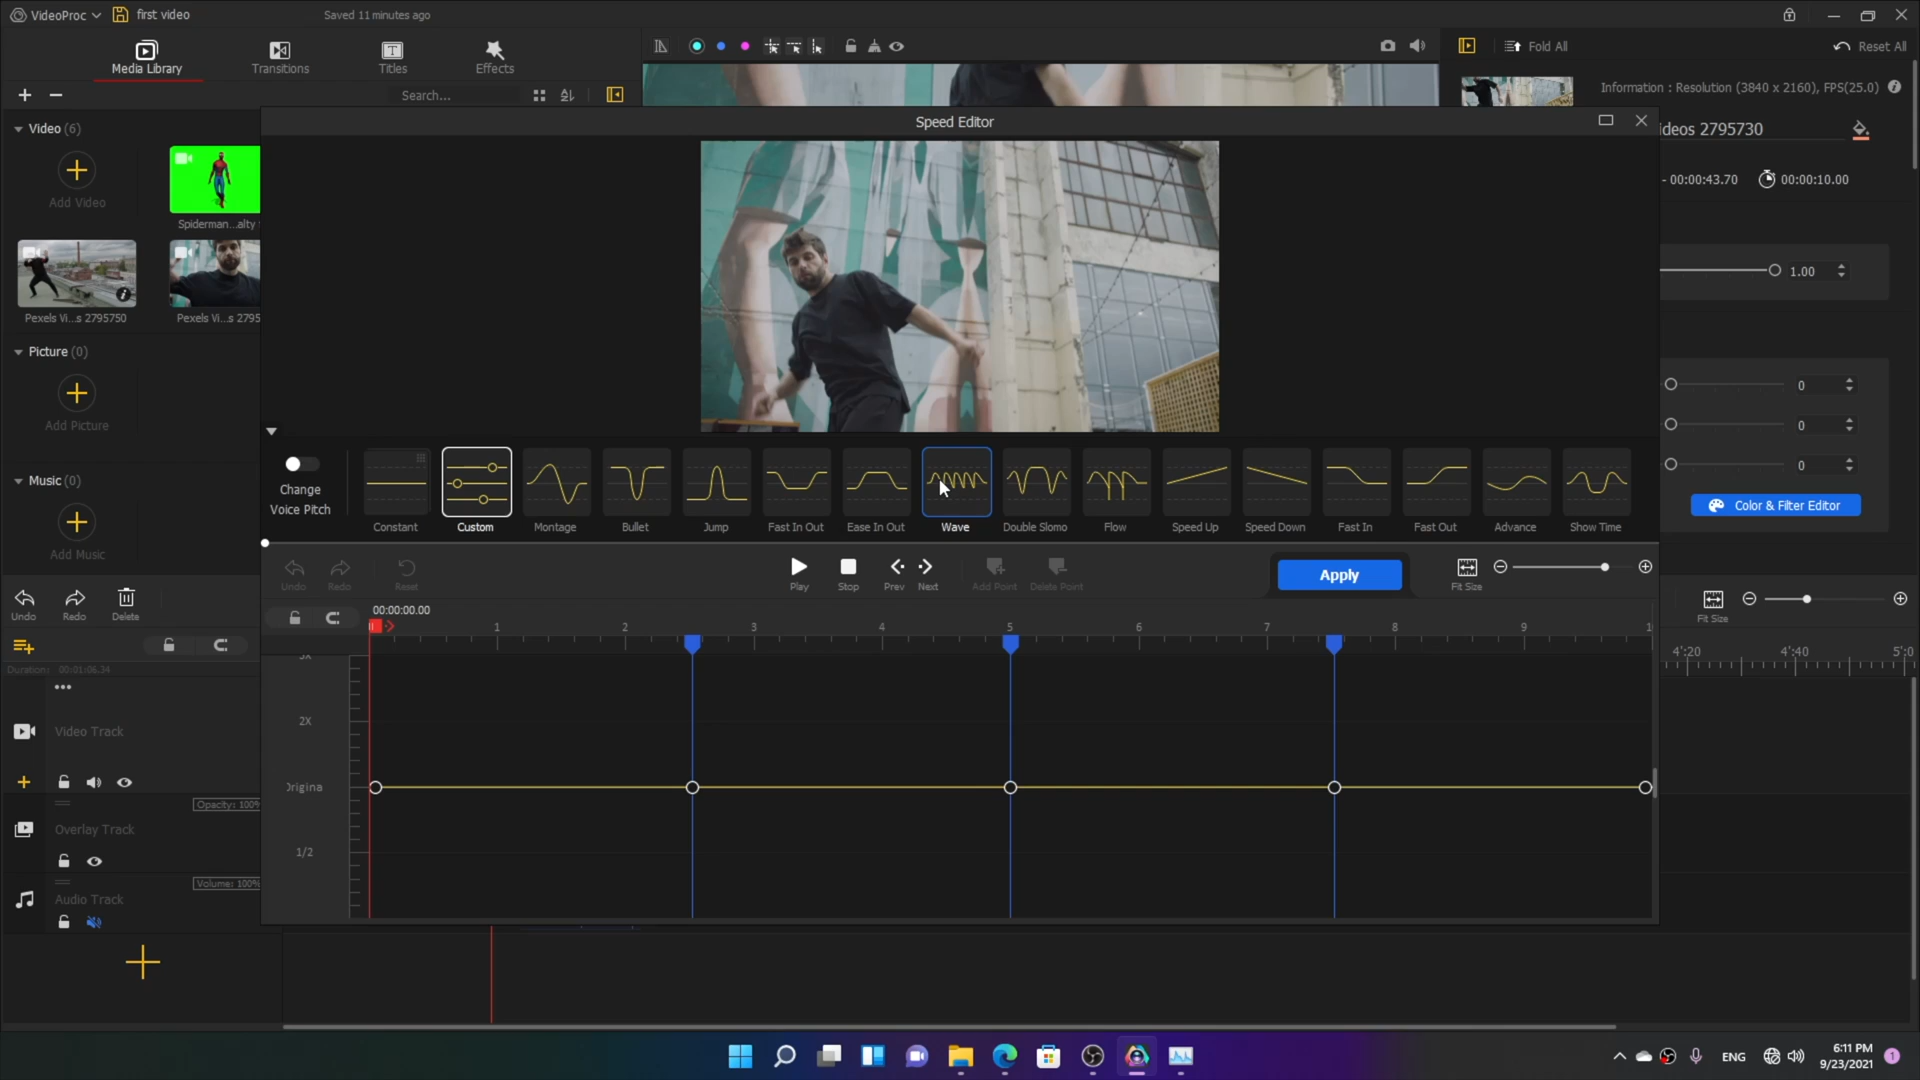 VideoProc
first video
Saved 11 minutes ago
Media Library
Transitions
Titles
Effects
Fold All
Reset All
Search...
Information : Resolution (3840 x 2160), FPS(25.0)
Speed Editor
deos 2795730
- 00:00:43.70
00:00:10.00
Video (6)
Add Video
Spiderman...alty
Pexels Vi...s 2795750
Pexels Vi...s 2795
1.00
Picture (0)
Add Picture
0
0
0
Color & Filter Editor
Music (0)
Add Music
Change
Voice Pitch
Constant
Custom
Montage
Bullet
Jump
Fast In Out
Ease In Out
Wave
Double Slomo
Flow
Speed Up
Speed Down
Fast In
Fast Out
Advance
Show Time
Undo
Redo
Reset
Play
Stop
Prev
Next
Add Point
Delete Point
Apply
Fit Size
Undo
Redo
Delete
Fit Size
00:00:00.00
1
2
3
4
5
6
7
8
9
4':20
4':40
5':0
Duration: 00:01:06.34
2X
Origina
1/2
Video Track
Opacity: 100%
Overlay Track
Volume: 100%
Audio Track
ENG
6:11 PM
9/23/2021
1